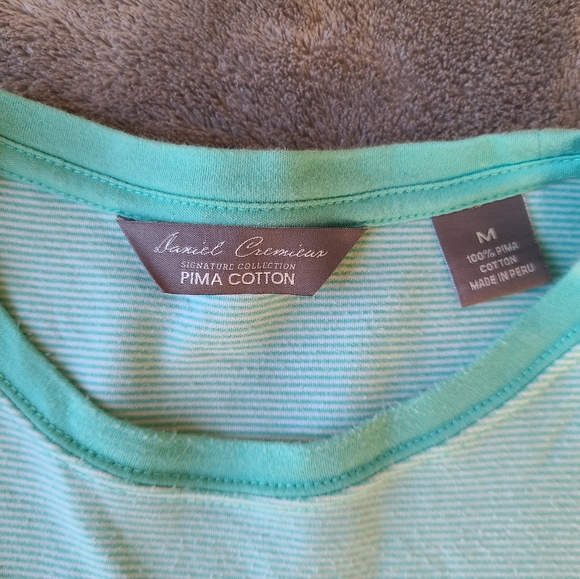 Daniel Cremieux
SIGNATURE COLLECTION
PIMA COTTON
M
100% PIMA
COTTON
MADE IN PERU